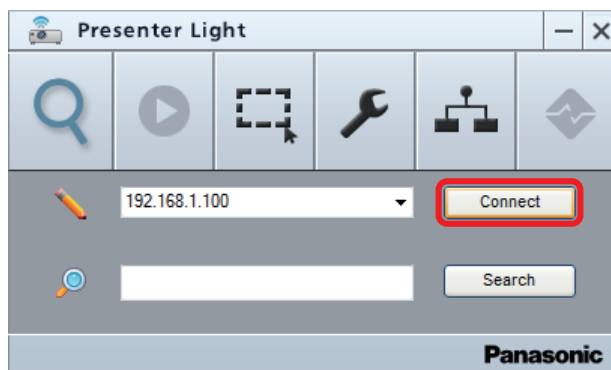 Presenter Light
192.168.1.100
Connect
Search
Panasonic